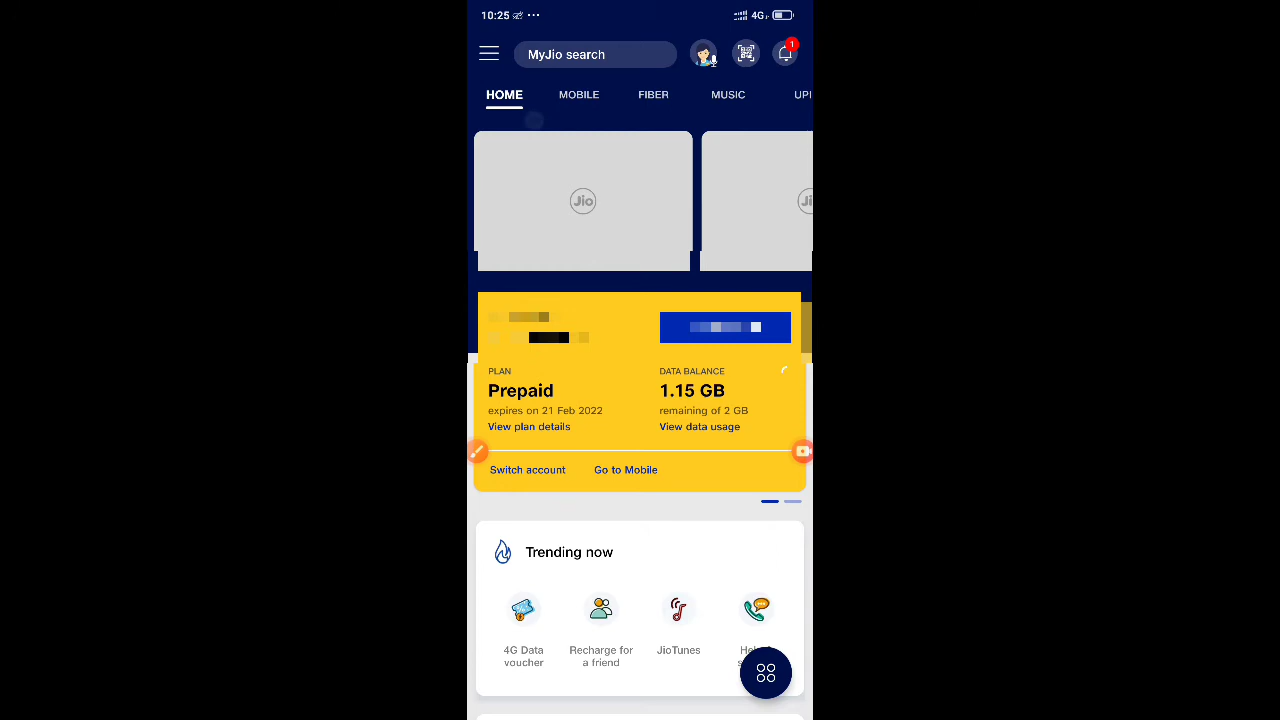 10:25 ... 4G
MyJio search 1
HOME MOBILE FIBER MUSIC UPI
Jio
PLAN
Prepaid
expires on 21 Feb 2022
View plan details
DATA BALANCE
1.15 GB
remaining of 2 GB
View data usage
Switch account Go to Mobile
Trending now
4G Data
voucher
Recharge for
a friend
JioTunes